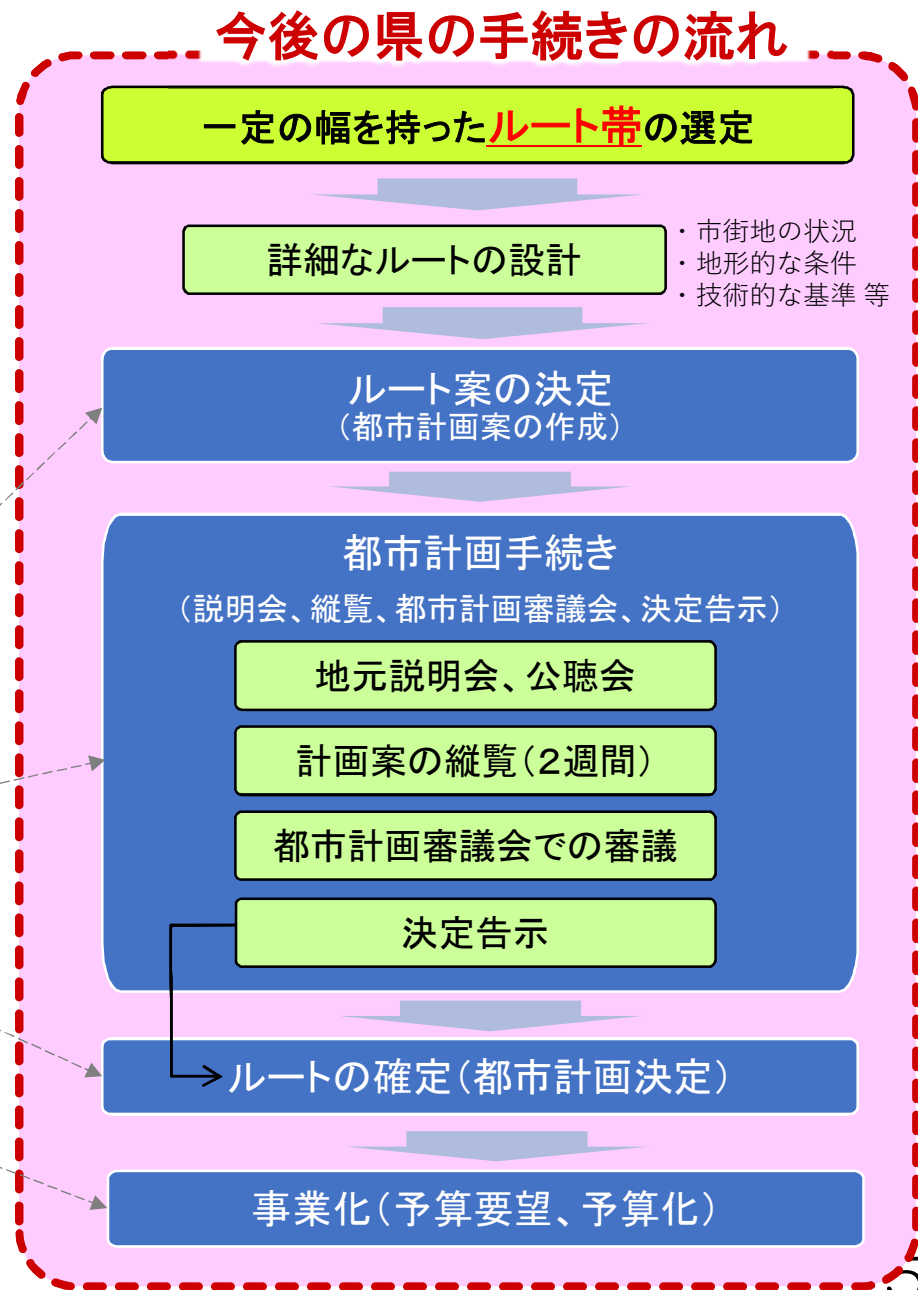 今後の県の手続きの流れ
一定の幅を持ったルート帯の選定
詳細なルートの設計
・市街地の状況
・地形的な条件
・技術的な基準 等
ルート案の決定
（都市計画案の作成）
都市計画手続き
（説明会、縦覧、都市計画審議会、決定告示）
地元説明会、公聴会
計画案の縦覧（２週間）
都市計画審議会での審議
決定告示
ルートの確定（都市計画決定）
事業化（予算要望、予算化）